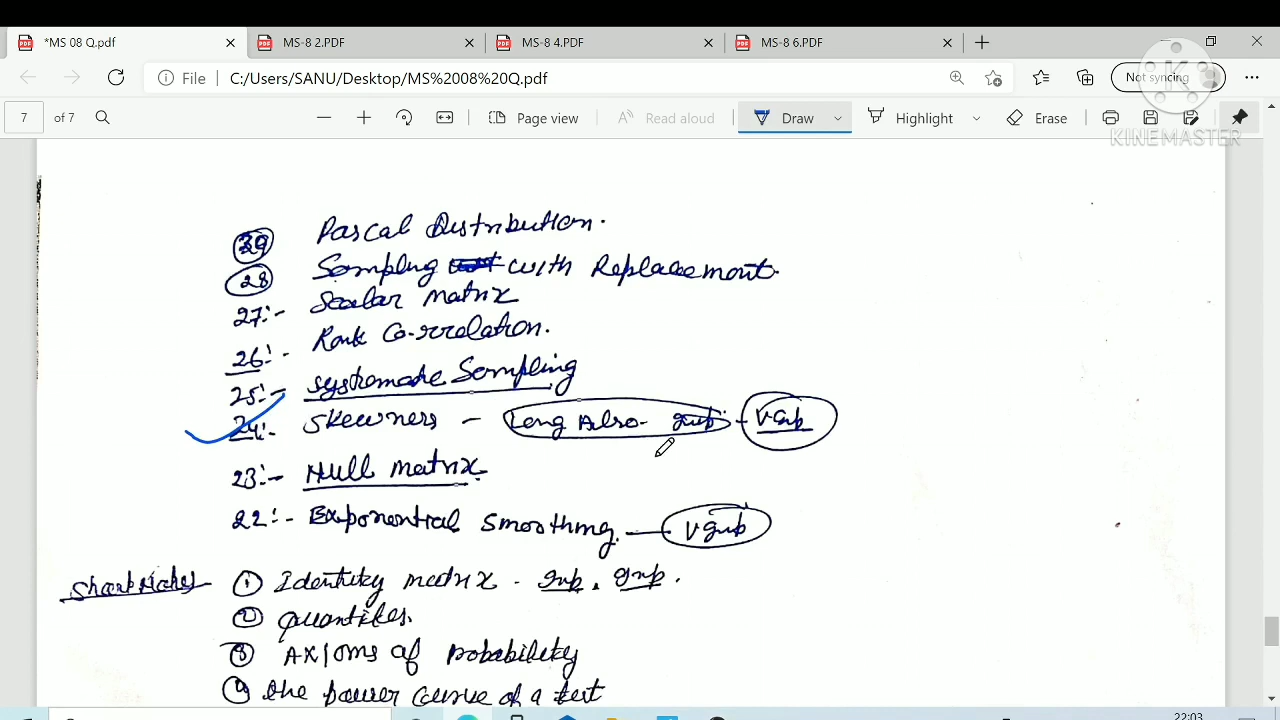 *MS 08 Q.pdf
MS-8 2.PDF
MS-8 4.PDF
MS-8 6.PDF
File C:/Users/SANU/Desktop/MS%2008%20Q.pdf
Not syncing
KINEMASTER
7 of 7
Page view
Read aloud
Draw
Highlight
Erase
Pascal Distribution.
28 Sampling with Replacement.
27:- Scalar matrix
26:- Rank Co-rrelation.
25:- Systematic Sampling
24:- Skewness - Long Also- Imp. - V Imp
23:- Null matrix
22:- Exponential Smoothing. — V Imp
Short Notes
① Identity matrix - Imp. Imp.
② quantiles.
③ Axioms of Probability
④ the power curve of a test
22:03